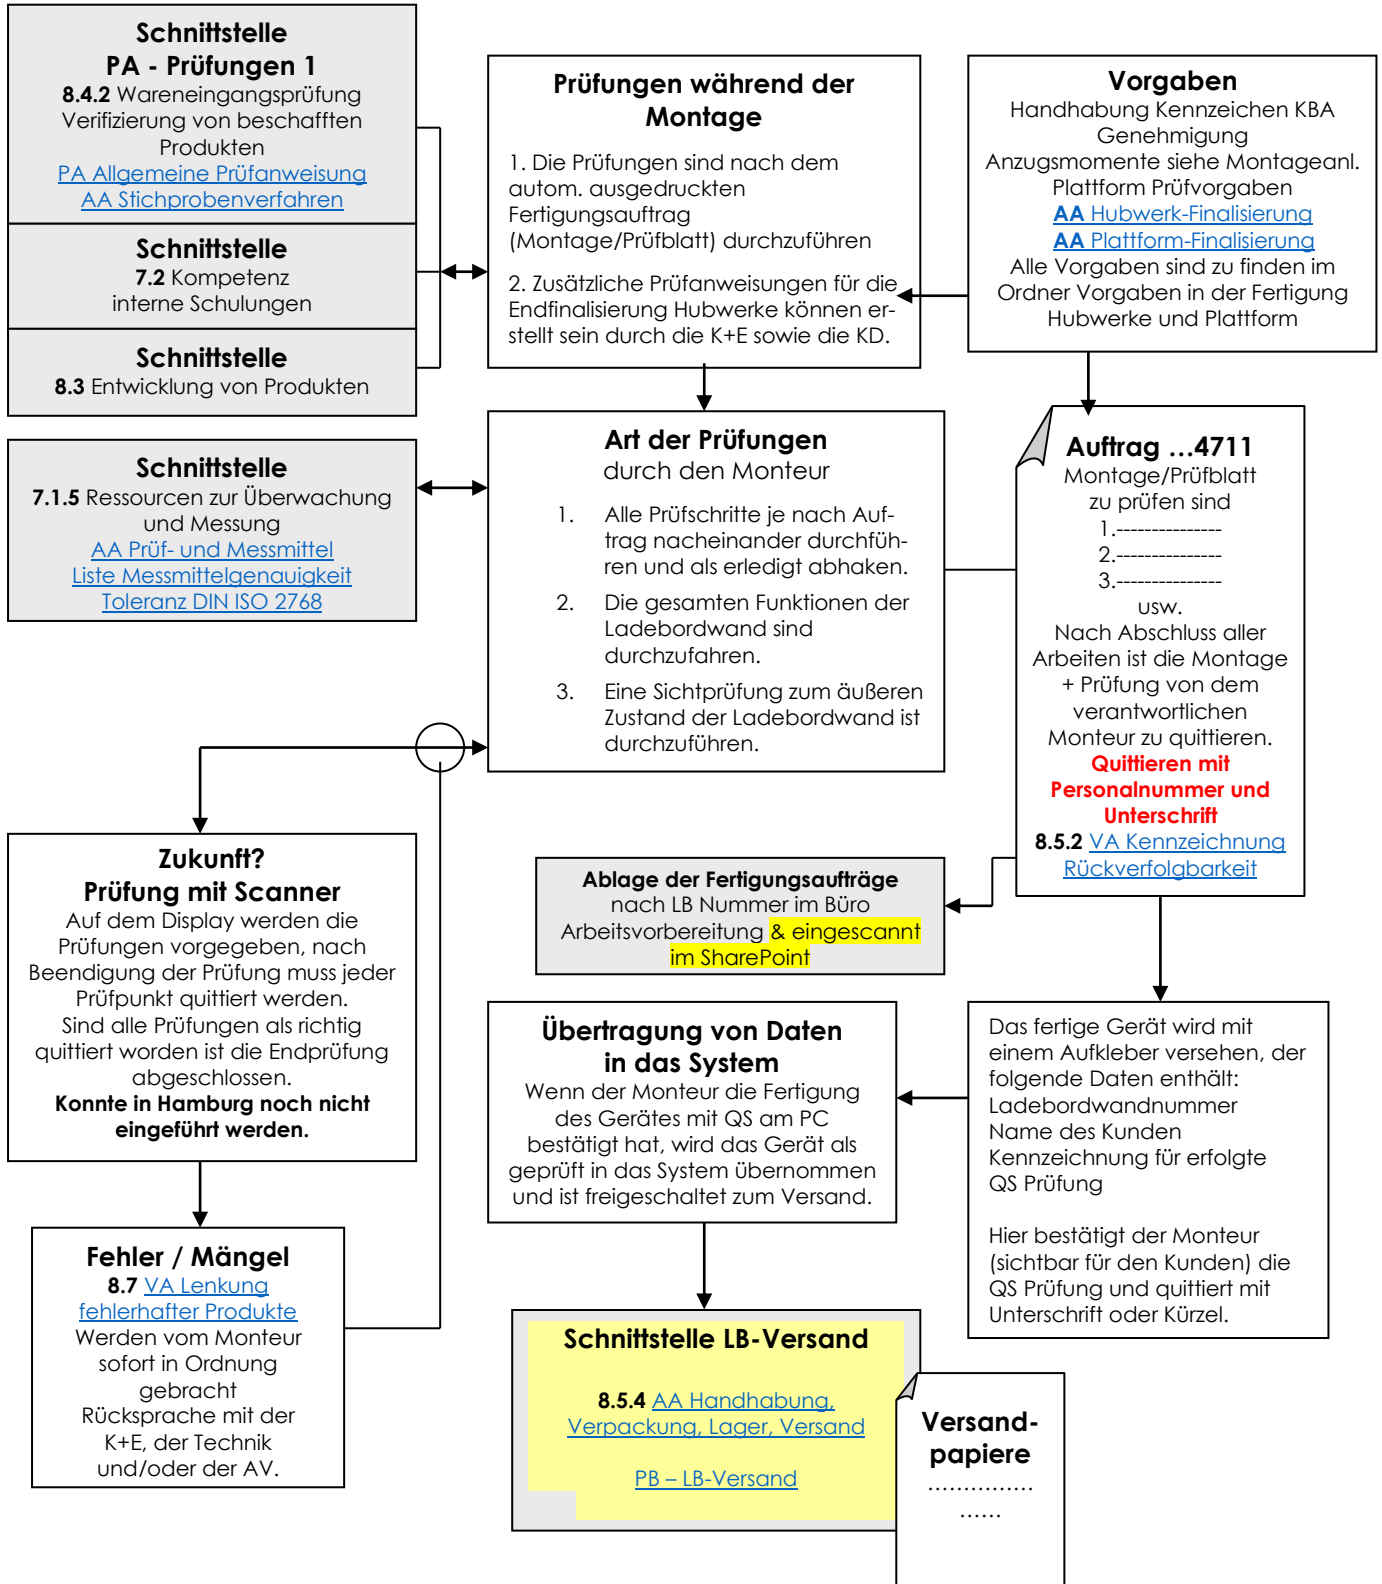 Schnittstelle
PA - Prüfungen 1
8.4.2 Wareneingangsprüfung
Verifizierung von beschafften
Produkten
PA Allgemeine Prüfanweisung
AA Stichprobenverfahren
Schnittstelle
7.2 Kompetenz
interne Schulungen
Schnittstelle
8.3 Entwicklung von Produkten
Prüfungen während der
Montage
1. Die Prüfungen sind nach dem
autom. ausgedruckten
Fertigungsauftrag
(Montage/Prüfblatt) durchzuführen
2. Zusätzliche Prüfanweisungen für die
Endfinalisierung Hubwerke können er-
stellt sein durch die K+E sowie die KD.
Vorgaben
Handhabung Kennzeichen KBA
Genehmigung
Anzugsmomente siehe Montageanl.
Plattform Prüfvorgaben
AA Hubwerk-Finalisierung
AA Plattform-Finalisierung
Alle Vorgaben sind zu finden im
Ordner Vorgaben in der Fertigung
Hubwerke und Plattform
Schnittstelle
7.1.5 Ressourcen zur Überwachung
und Messung
AA Prüf- und Messmittel
Liste Messmittelgenauigkeit
Toleranz DIN ISO 2768
Art der Prüfungen
durch den Monteur
1. Alle Prüfschritte je nach Auf-
trag nacheinander durchfüh-
ren und als erledigt abhaken.
2. Die gesamten Funktionen der
Ladebordwand sind
durchzufahren.
3. Eine Sichtprüfung zum äußeren
Zustand der Ladebordwand ist
durchzuführen.
Auftrag …4711
Montage/Prüfblatt
zu prüfen sind
1.---------------
2.---------------
3.---------------
usw.
Nach Abschluss aller
Arbeiten ist die Montage
+ Prüfung von dem
verantwortlichen
Monteur zu quittieren.
Quittieren mit
Personalnummer und
Unterschrift
8.5.2 VA Kennzeichnung
Rückverfolgbarkeit
Zukunft?
Prüfung mit Scanner
Auf dem Display werden die
Prüfungen vorgegeben, nach
Beendigung der Prüfung muss jeder
Prüfpunkt quittiert werden.
Sind alle Prüfungen als richtig
quittiert worden ist die Endprüfung
abgeschlossen.
Konnte in Hamburg noch nicht
eingeführt werden.
Ablage der Fertigungsaufträge
nach LB Nummer im Büro
Arbeitsvorbereitung & eingescannt
im SharePoint
Übertragung von Daten
in das System
Wenn der Monteur die Fertigung
des Gerätes mit QS am PC
bestätigt hat, wird das Gerät als
geprüft in das System übernommen
und ist freigeschaltet zum Versand.
Das fertige Gerät wird mit
einem Aufkleber versehen, der
folgende Daten enthält:
Ladebordwandnummer
Name des Kunden
Kennzeichnung für erfolgte
QS Prüfung
Hier bestätigt der Monteur
(sichtbar für den Kunden) die
QS Prüfung und quittiert mit
Unterschrift oder Kürzel.
Fehler / Mängel
8.7 VA Lenkung
fehlerhafter Produkte
Werden vom Monteur
sofort in Ordnung
gebracht
Rücksprache mit der
K+E, der Technik
und/oder der AV.
Schnittstelle LB-Versand
8.5.4 AA Handhabung,
Verpackung, Lager, Versand
PB – LB-Versand
Versand-
papiere
……………
……